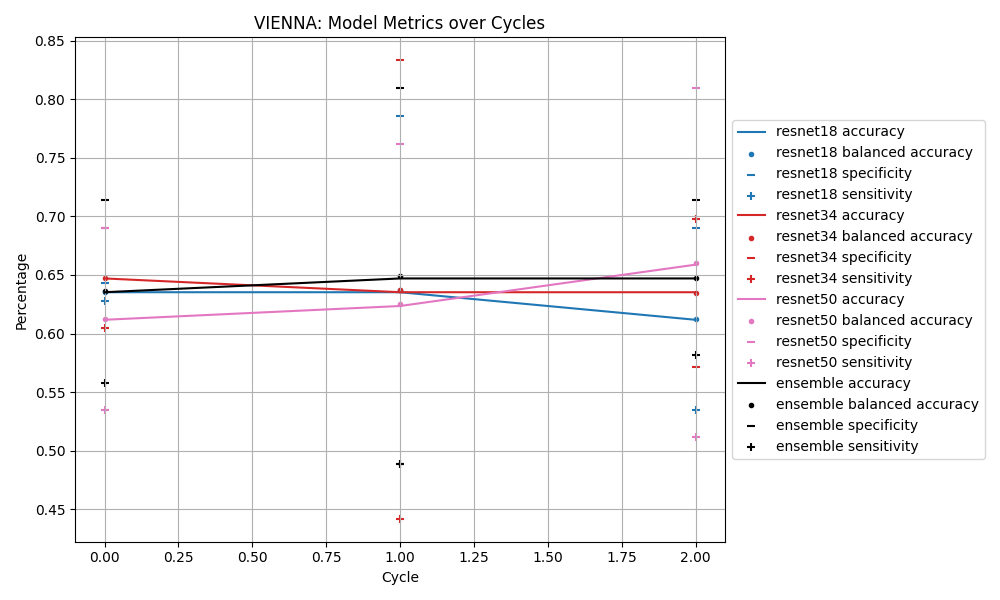 VIENNA: Model Metrics over Cycles
0.85
0.80
0.75
0.70
0.65
0.60
0.55
0.50
0.45
Percentage
0.00 0.25 0.50 0.75 1.00 1.25 1.50 1.75 2.00
Cycle
resnet18 accuracy
resnet18 balanced accuracy
resnet18 specificity
resnet18 sensitivity
resnet34 accuracy
resnet34 balanced accuracy
resnet34 specificity
resnet34 sensitivity
resnet50 accuracy
resnet50 balanced accuracy
resnet50 specificity
resnet50 sensitivity
ensemble accuracy
ensemble balanced accuracy
ensemble specificity
ensemble sensitivity